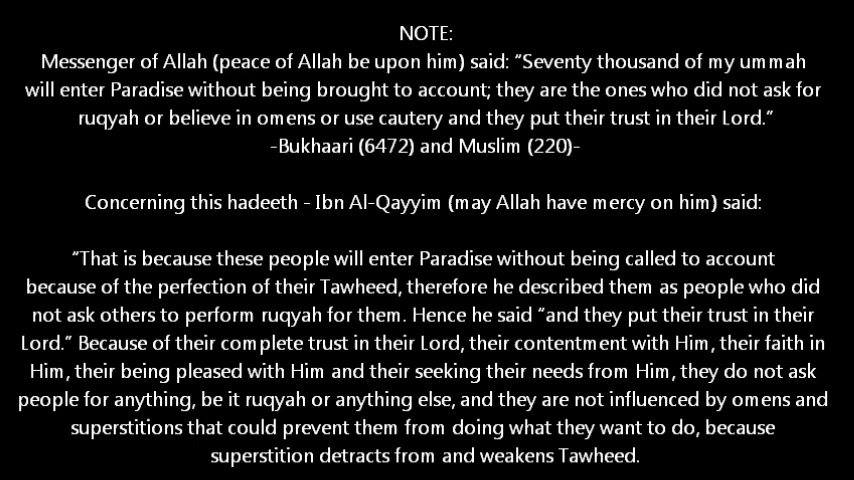 NOTE:
Messenger of Allah (peace of Allah be upon him) said: “Seventy thousand of my ummah
will enter Paradise without being brought to account; they are the ones who did not ask for
ruqyah or believe in omens or use cautery and they put their trust in their Lord.”
-Bukhaari (6472) and Muslim (220)-
Concerning this hadeeth - Ibn Al-Qayyim (may Allah have mercy on him) said:
“That is because these people will enter Paradise without being called to account
because of the perfection of their Tawheed, therefore he described them as people who did
not ask others to perform ruqyah for them. Hence he said “and they put their trust in their
Lord.” Because of their complete trust in their Lord, their contentment with Him, their faith in
Him, their being pleased with Him and their seeking their needs from Him, they do not ask
people for anything, be it ruqyah or anything else, and they are not influenced by omens and
superstitions that could prevent them from doing what they want to do, because
superstition detracts from and weakens Tawheed.